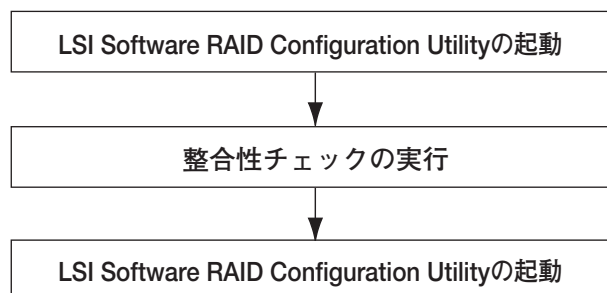 LSI Software RAID Configuration Utilityの起動
整合性チェックの実行
LSI Software RAID Configuration Utilityの起動